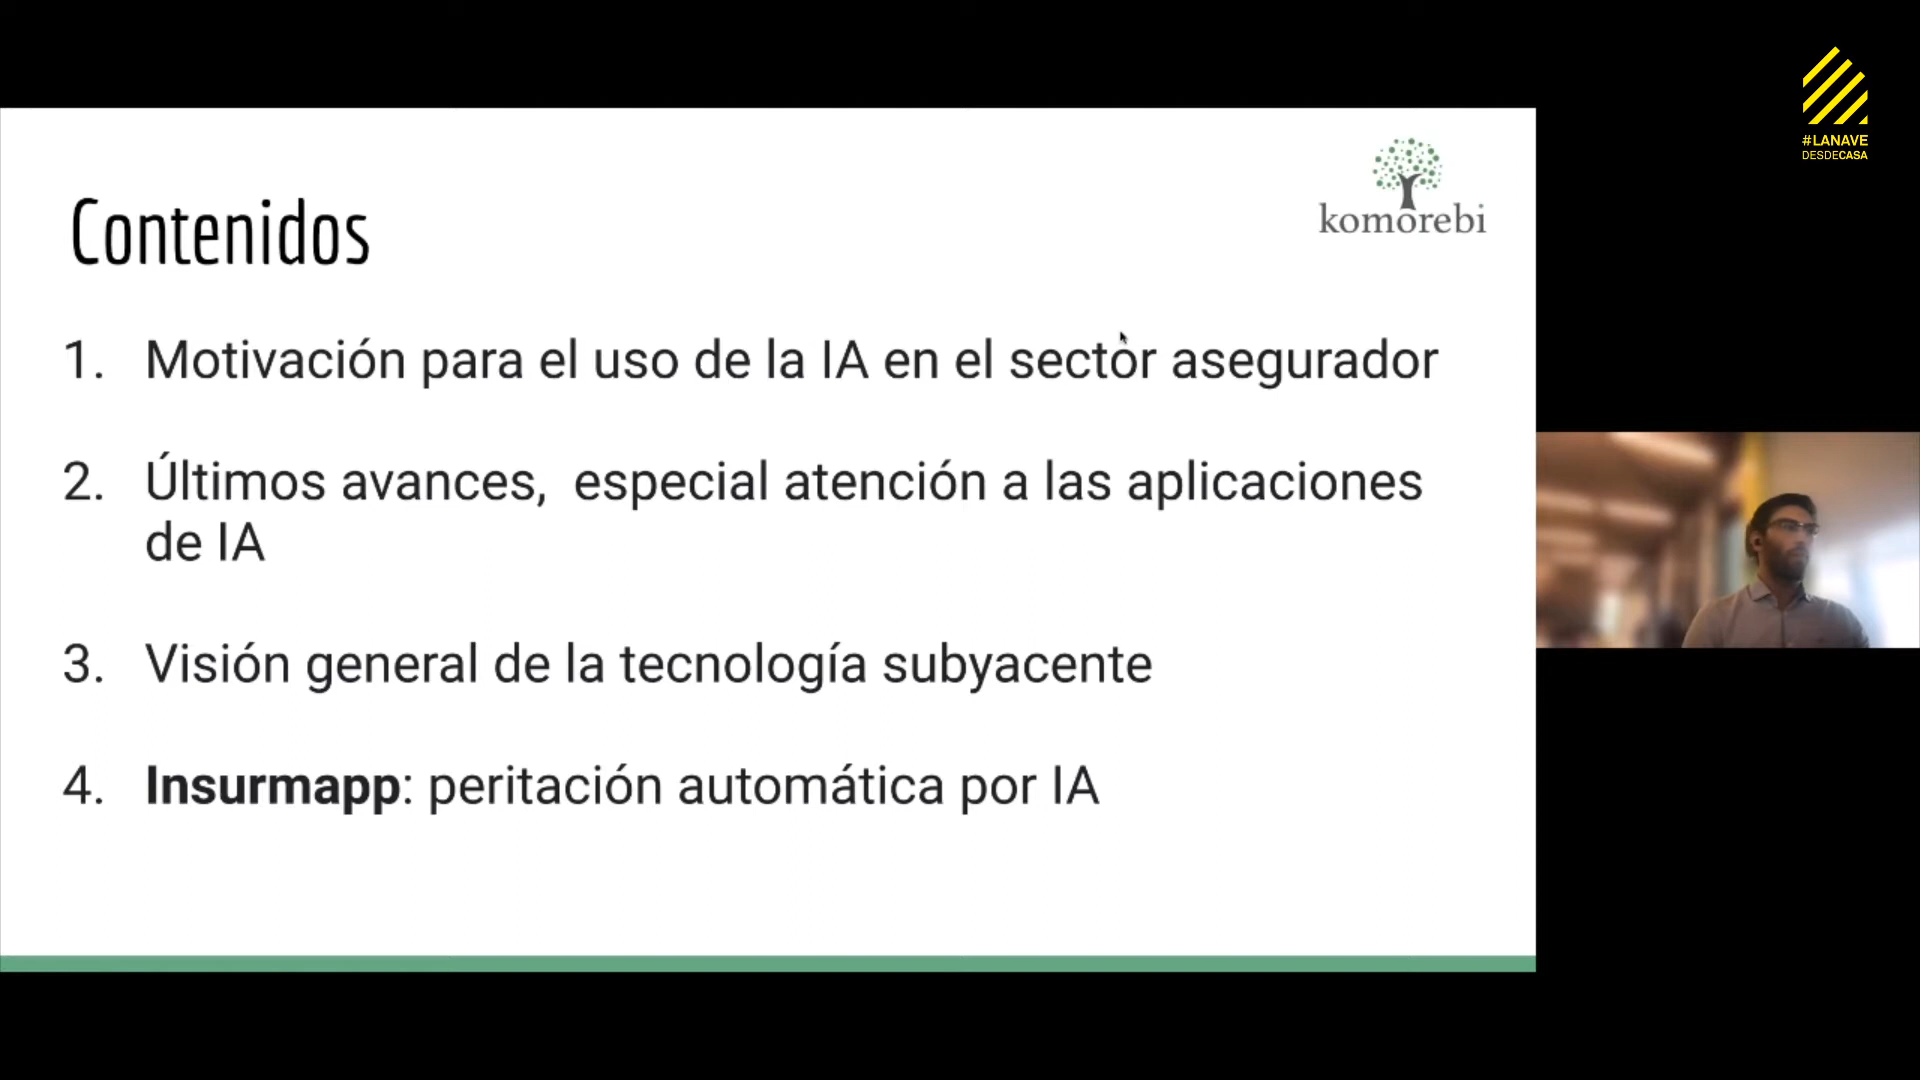 #LANAVE
DESDECASA
komorebi
Contenidos
1. Motivación para el uso de la IA en el sector asegurador
2. Últimos avances, especial atención a las aplicaciones
de IA
3. Visión general de la tecnología subyacente
4. Insurmapp: peritación automática por IA